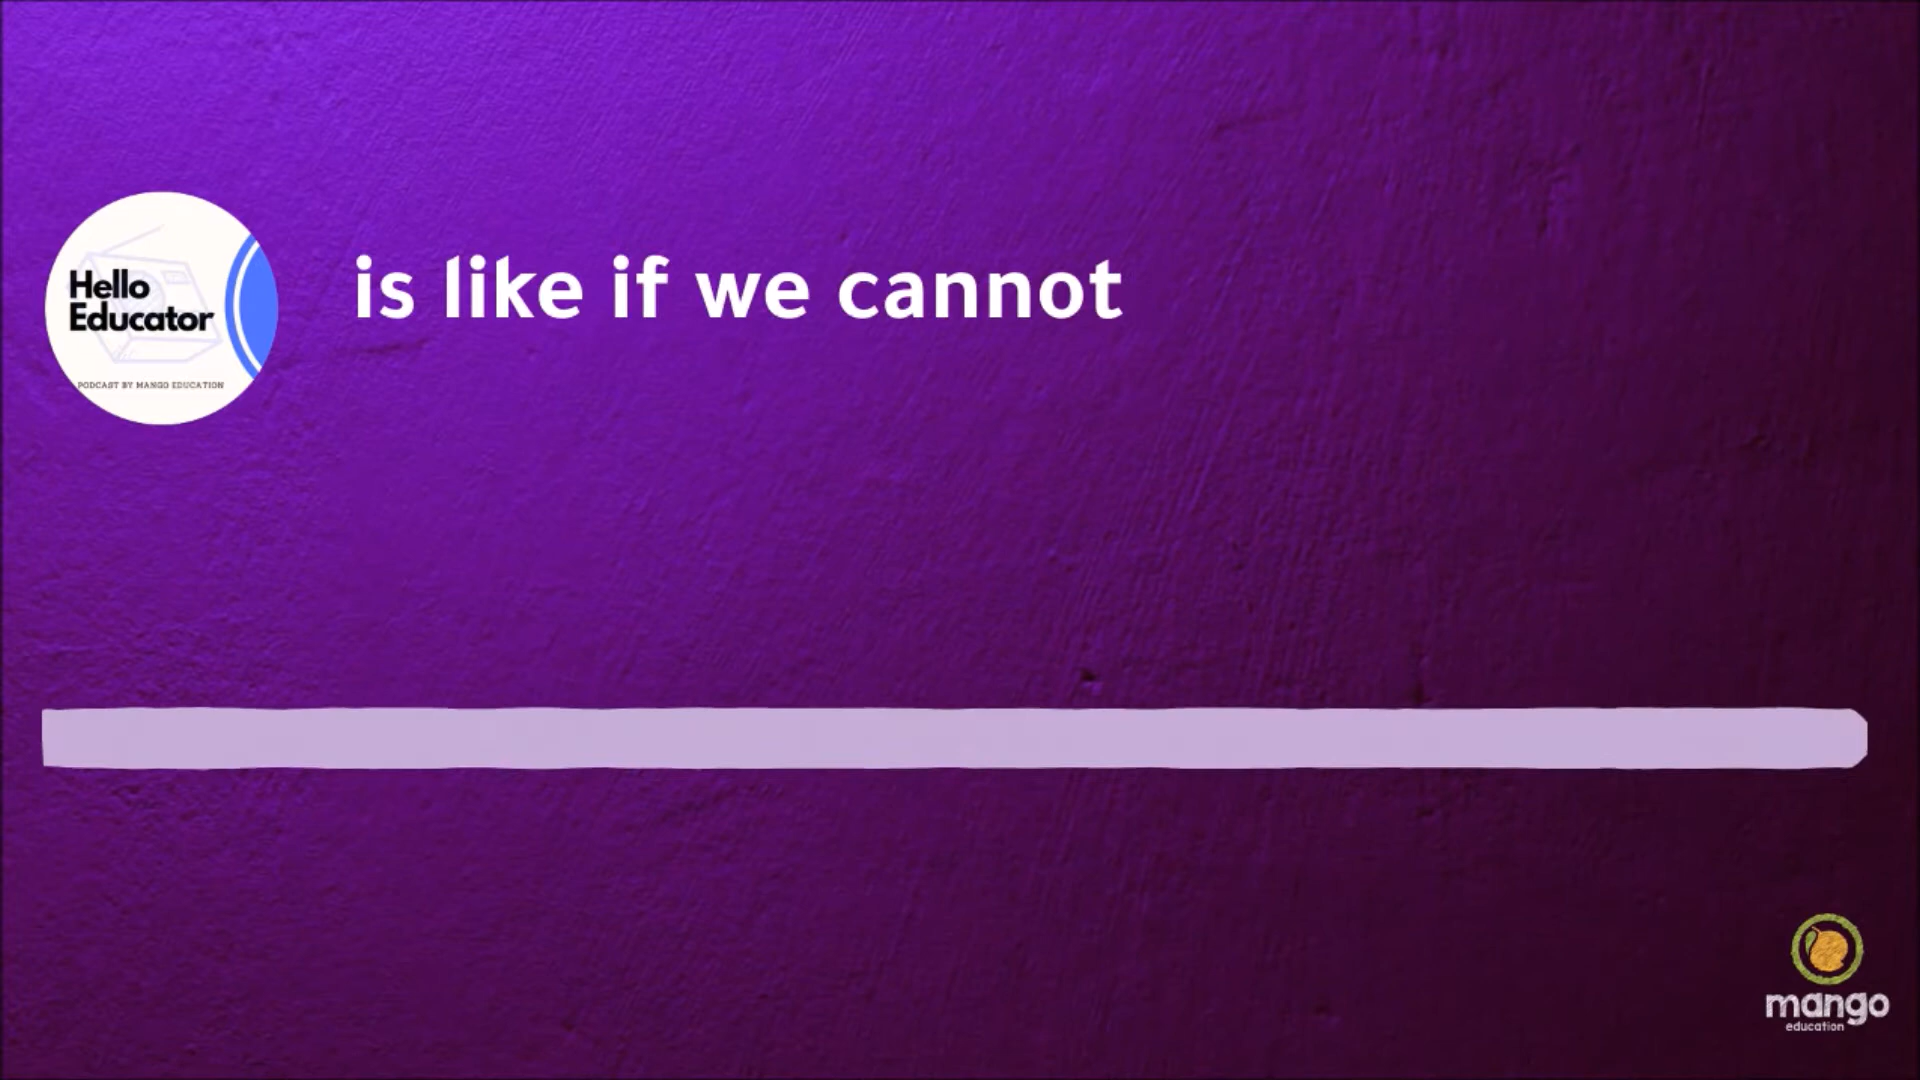 Hello
Educator
PODCAST BY MANGO EDUCATION
is like if we cannot
mango
education